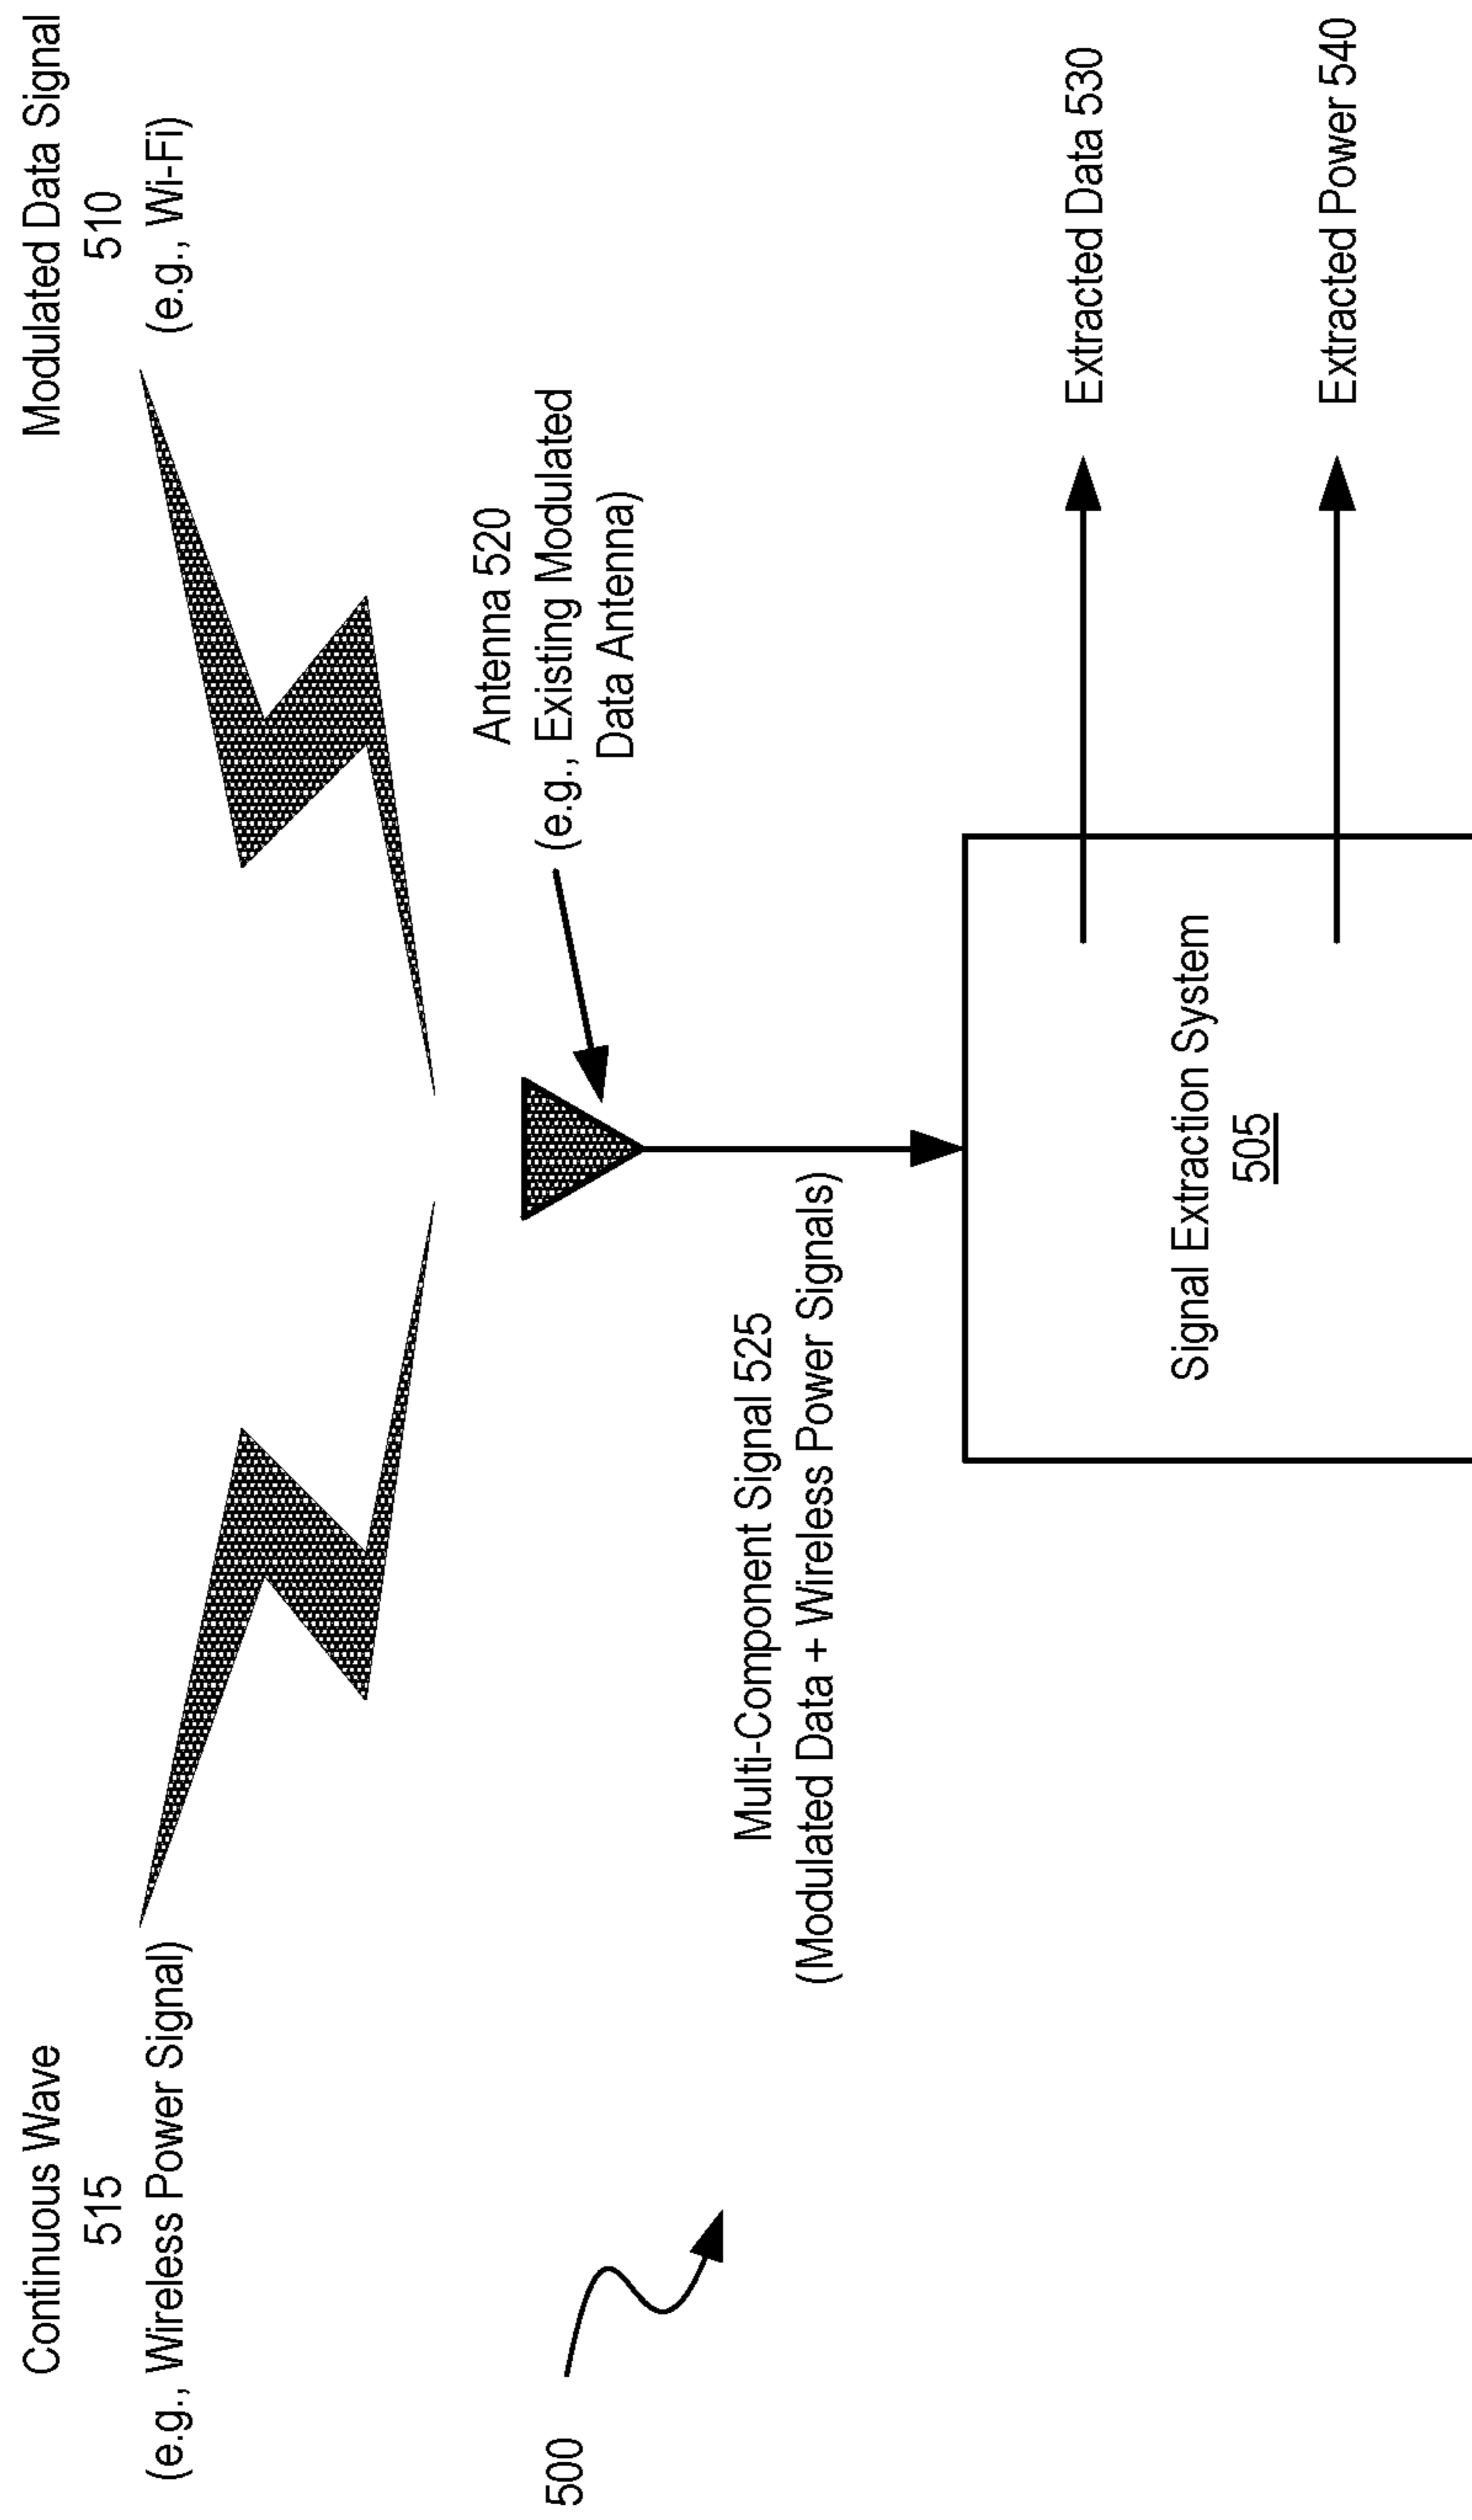 Continuous Wave
515
(e.g., Wireless Power Signal)
Modulated Data Signal
510
(e.g., Wi-Fi)
500
Antenna 520
(e.g., Existing Modulated
Data Antenna)
Multi-Component Signal 525
(Modulated Data + Wireless Power Signals)
Signal Extraction System
505
Extracted Data 530
Extracted Power 540